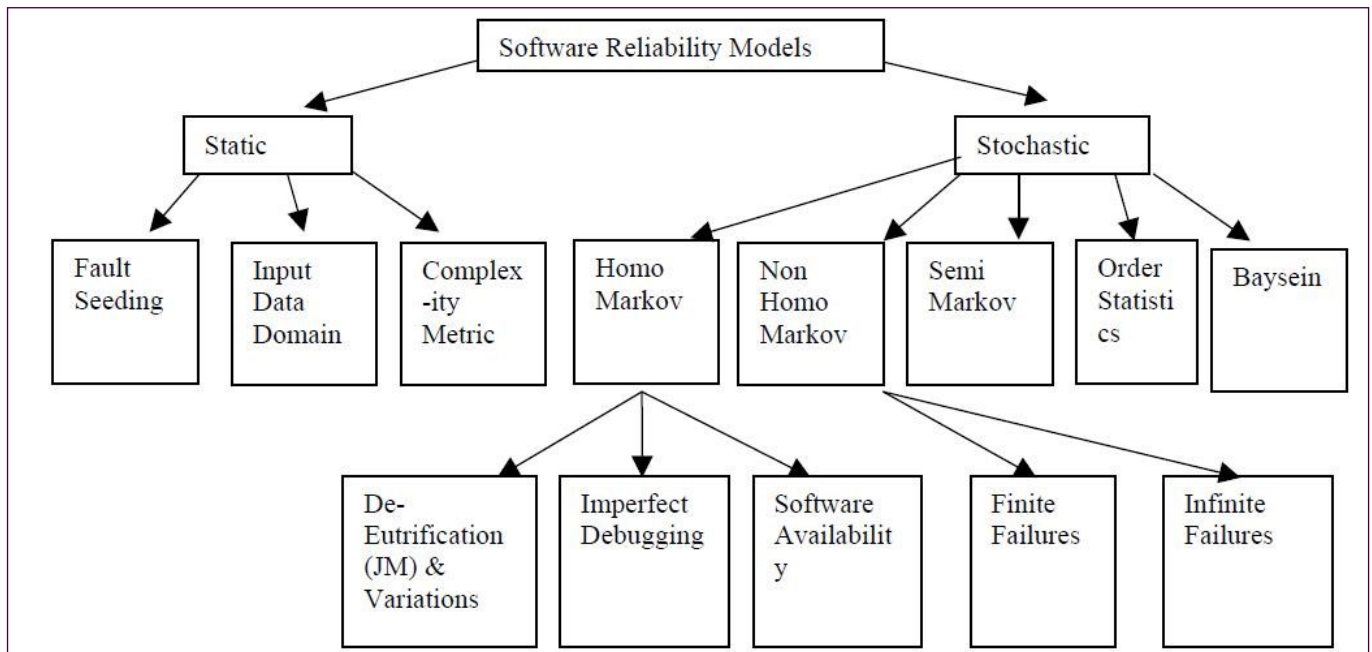 Software Reliability Models
Static
Stochastic
Fault
Seeding
Input
Data
Domain
Complex
-ity
Metric
Homo
Markov
Non
Homo
Markov
Semi
Markov
Order
Statisti
cs
Baysein
De-
Eutrification
(JM) &
Variations
Imperfect
Debugging
Software
Availabilit
y
Finite
Failures
Infinite
Failures